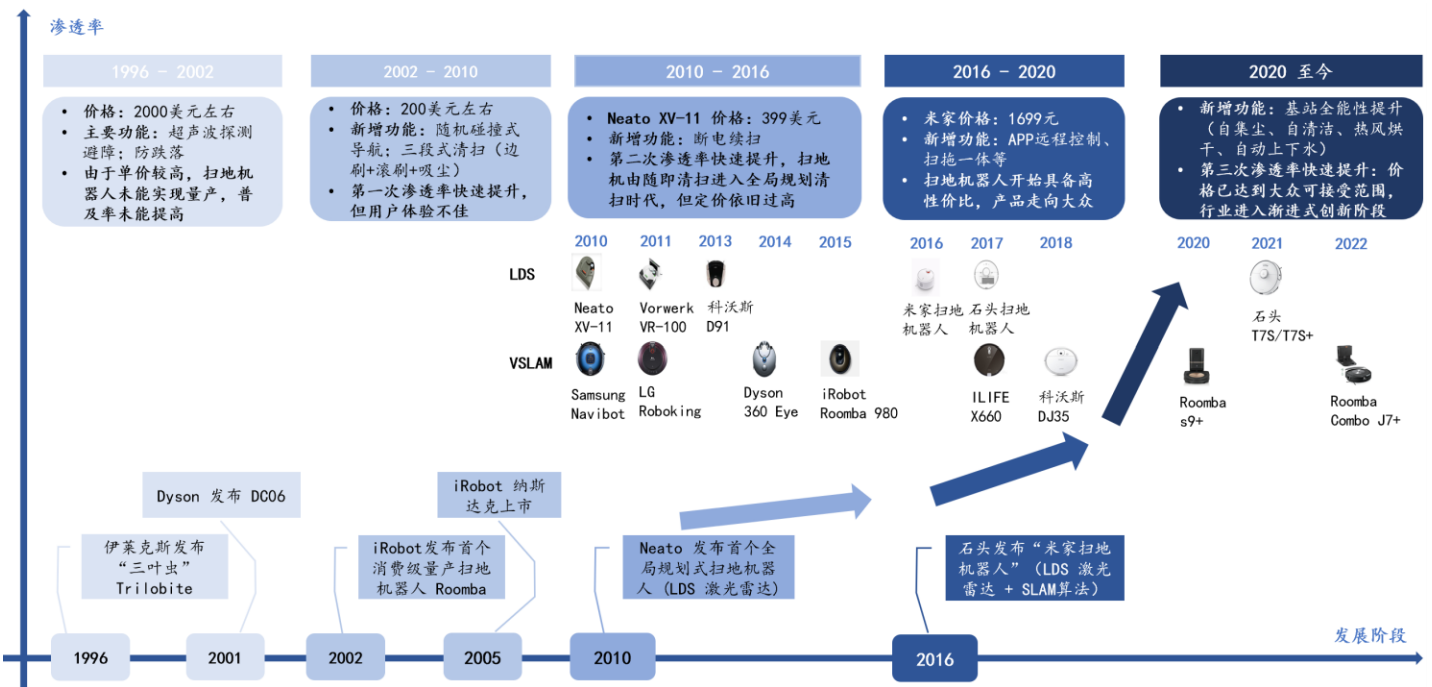 渗透率
1996 - 2002
• 价格: 2000美元左右
• 主要功能: 超声波探测
避障; 防跌落
• 由于单价较高, 扫地机
器人未能实现量产, 普
及率未能提高
2002 - 2010
• 价格: 200美元左右
• 新增功能: 随机碰撞式
导航; 三段式清扫 (边
刷+滚刷+吸尘)
• 第一次渗透率快速提升,
但用户体验不佳
2010 - 2016
• Neato XV-11 价格: 399美元
• 新增功能: 断电续扫
• 第二次渗透率快速提升, 扫地
机由随即清扫进入全局规划清
扫时代, 但定价依旧过高
2016 - 2020
• 米家价格: 1699元
• 新增功能: APP远程控制、
扫拖一体等
• 扫地机器人开始具备高
性价比, 产品走向大众
2020 至今
• 新增功能: 基站全能性提升
(自集尘、自清洁、热风烘
干、自动上下水)
• 第三次渗透率快速提升: 价
格已达到大众可接受范围,
行业进入渐进式创新阶段
2010 2011 2013 2014 2015 2016 2017 2018 2020 2021 2022
LDS
Neato
XV-11
Vorwerk
VR-100
科沃斯
D91
米家扫地
机器人
石头扫地
机器人
石头
T7S/T7S+
VSLAM
Samsung
Navibot
LG
Roboking
Dyson
360 Eye
iRobot
Roomba 980
ILIFE
X660
科沃斯
DJ35
Roomba
s9+
Roomba
Combo J7+
Dyson 发布 DC06
iRobot 纳斯
达克上市
伊莱克斯发布
“三叶虫”
Trilobite
iRobot发布首个
消费级量产扫地
机器人 Roomba
Neato 发布首个全
局规划式扫地机器
人 (LDS 激光雷达)
石头发布“米家扫地
机器人” (LDS 激光
雷达 + SLAM算法)
发展阶段
1996
2001
2002
2005
2010
2016